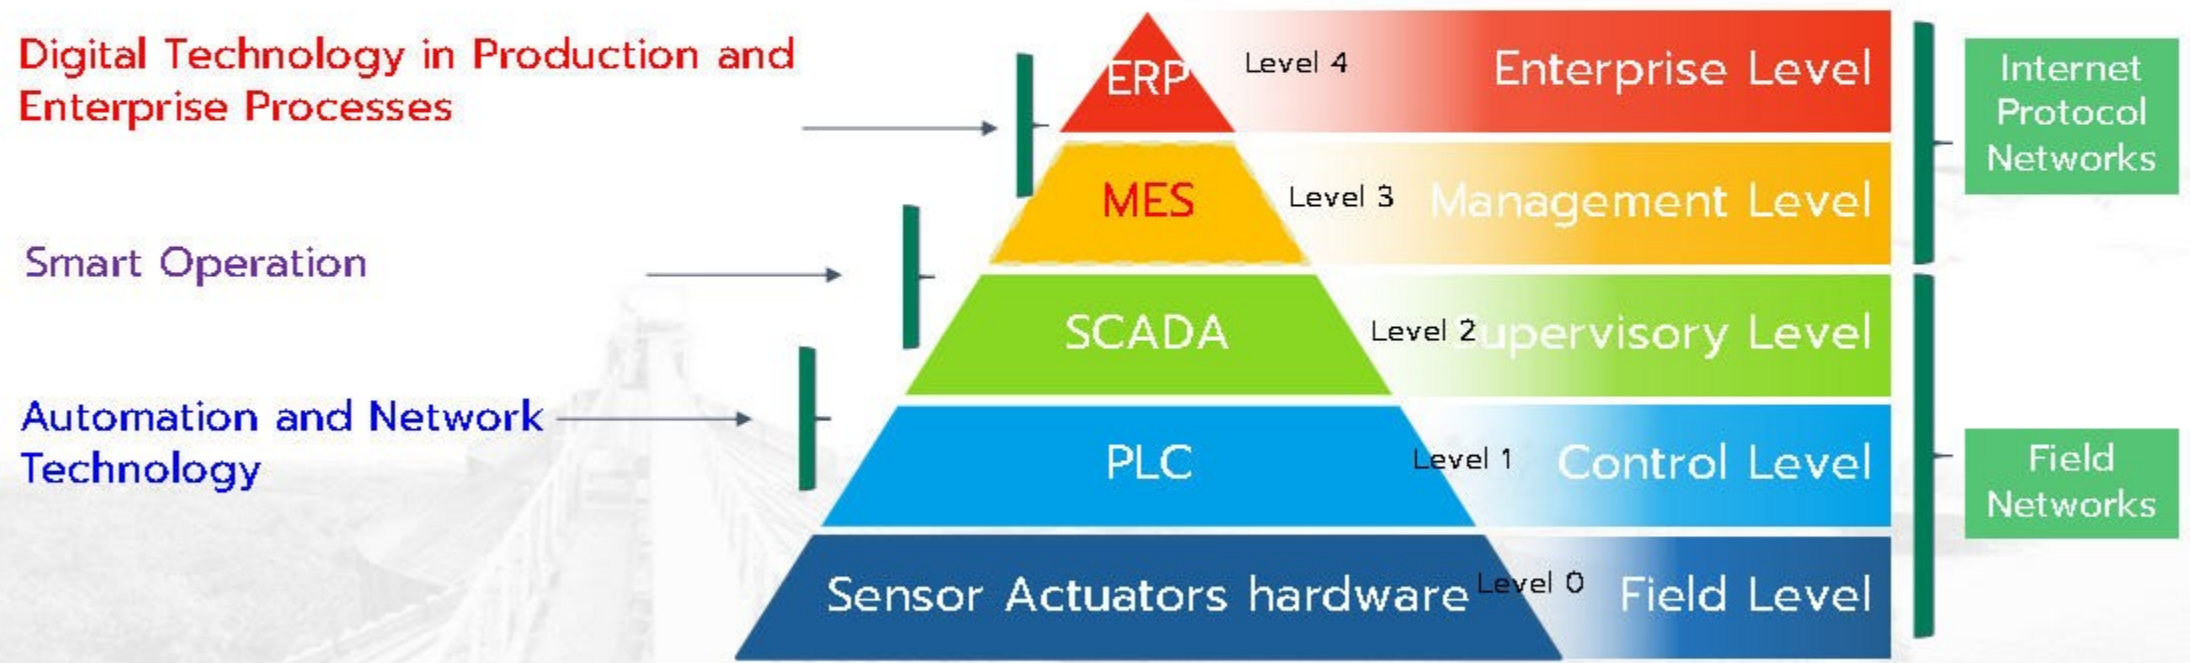 Digital Technology in Production and
Enterprise Processes
Smart Operation
Automation and Network
Technology
ERP
Level 4
Enterprise Level
MES
Level 3
Management Level
SCADA
Level 2
Supervisory Level
PLC
Level 1
Control Level
Sensor Actuators hardware
Level 0
Field Level
Internet
Protocol
Networks
Field
Networks